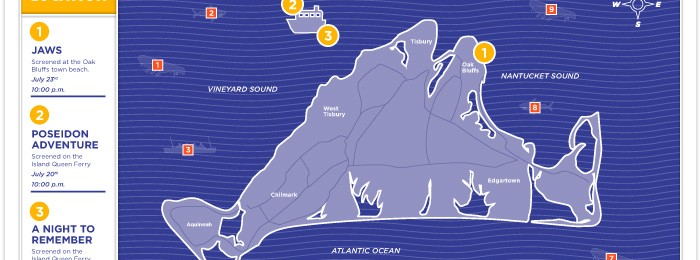 1
JAWS
Screened at the Oak
Bluffs town beach.
July 23rd
10:00 p.m.
2
POSEIDON
ADVENTURE
Screened on the
Island Queen Ferry
July 20th
10:00 p.m.
3
A NIGHT TO
REMEMBER
Screened on the
Island Queen Ferry
2
2
3
9
W E
S
Tisbury
1
Oak
Bluffs
1
NANTUCKET SOUND
VINEYARD SOUND
West
Tisbury
8
3
Edgartown
Chilmark
Aquinnah
ATLANTIC OCEAN
7